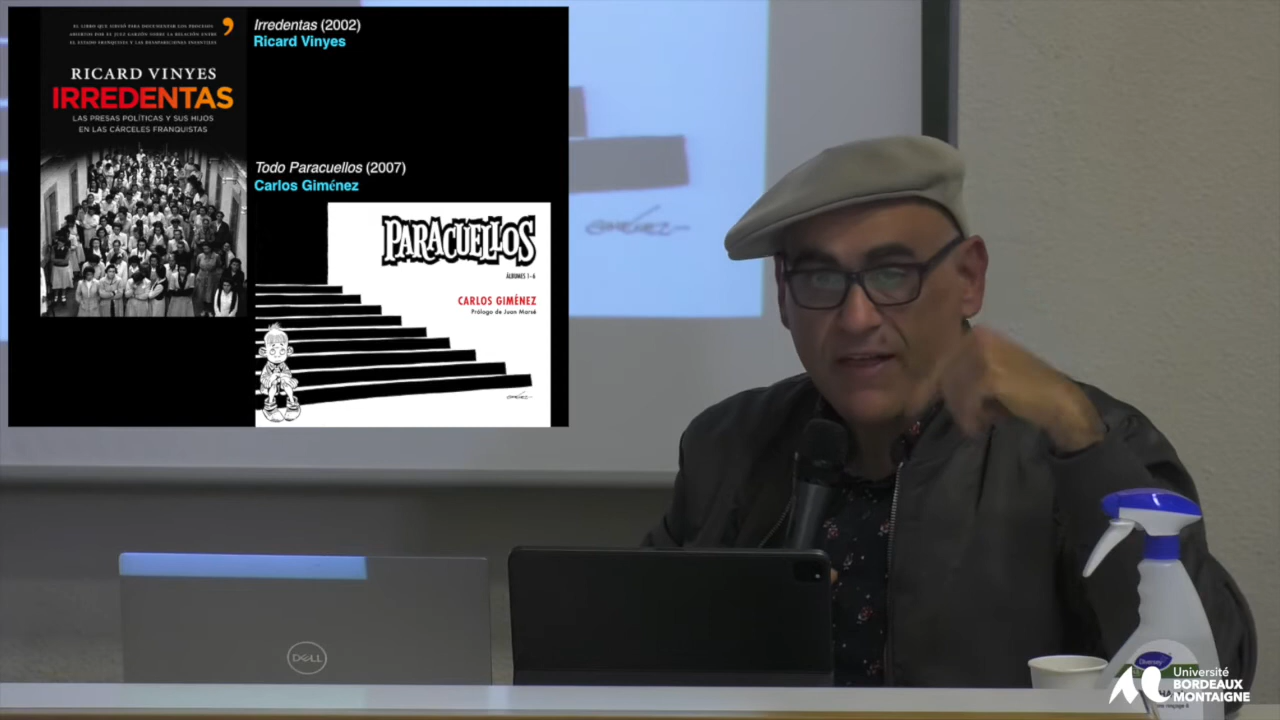 EL LIBRO QUE SIRVIÓ PARA DOCUMENTAR LOS PROCESOS
ABIERTOS POR EL JUEZ GARZÓN SOBRE LA RELACIÓN ENTRE
EL ESTADO FRANQUISTA Y LAS DESAPARICIONES INFANTILES
RICARD VINYES
IRREDENTAS
LAS PRESAS POLÍTICAS Y SUS HIJOS
EN LAS CÁRCELES FRANQUISTAS
Irredentas (2002)
Ricard Vinyes
Todo Paracuellos (2007)
Carlos Giménez
PARACUELLOS
ÁLBUMES 1-6
CARLOS GIMÉNEZ
Prólogo de Juan Marsé
GIMÉNEZ
GIMÉNEZ
DELL
Diversey
Université
BORDEAUX
MONTAIGNE